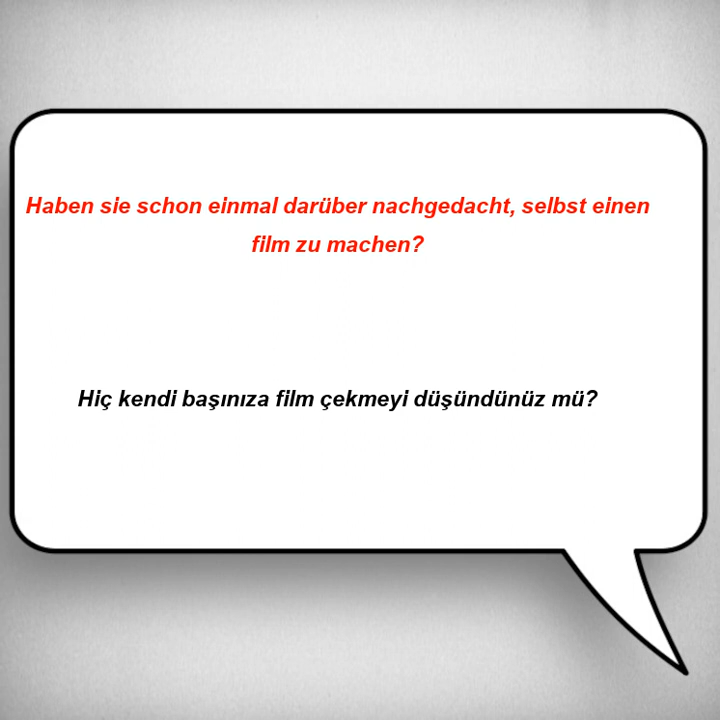 Haben sie schon einmal darüber nachgedacht, selbst einen
film zu machen?
Hiç kendi başınıza film çekmeyi düşündünüz mü?